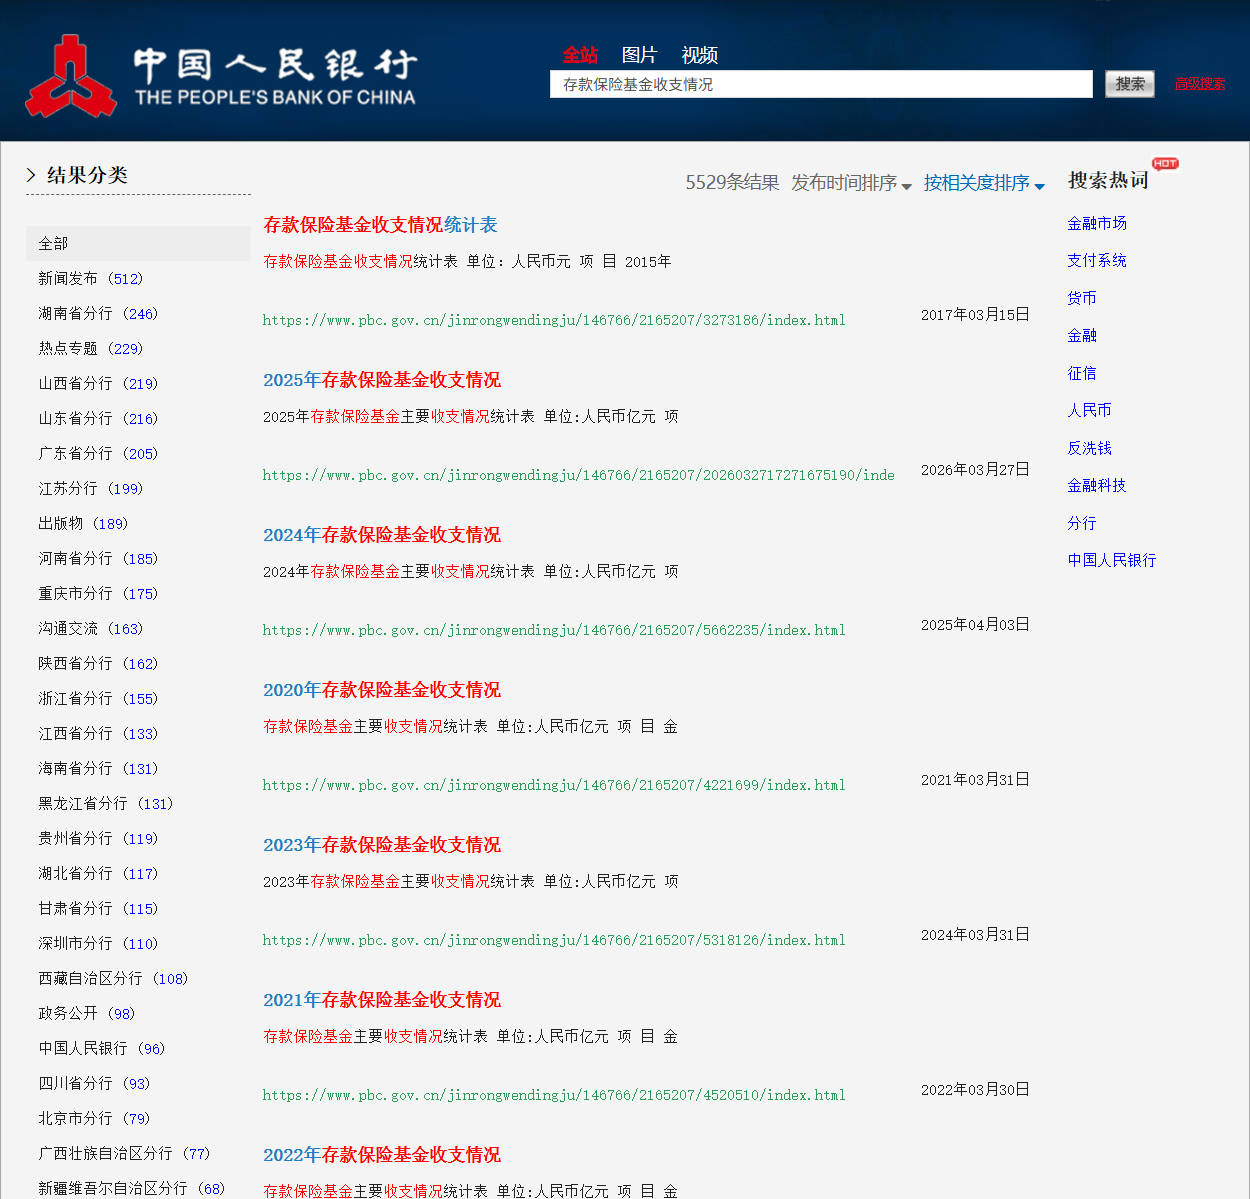 中国人民银行
THE PEOPLE'S BANK OF CHINA
全站 图片 视频
存款保险基金收支情况
搜索
高级搜索
结果分类
全部
新闻发布 (512)
湖南省分行 (246)
热点专题 (229)
山西省分行 (219)
山东省分行 (216)
广东省分行 (205)
江苏分行 (199)
出版物 (189)
河南省分行 (185)
重庆市分行 (175)
沟通交流 (163)
陕西省分行 (162)
浙江省分行 (155)
江西省分行 (133)
海南省分行 (131)
黑龙江省分行 (131)
贵州省分行 (119)
湖北省分行 (117)
甘肃省分行 (115)
深圳市分行 (110)
西藏自治区分行 (108)
政务公开 (98)
中国人民银行 (96)
四川省分行 (93)
北京市分行 (79)
广西壮族自治区分行 (77)
新疆维吾尔自治区分行 (68)
5529条结果 发布时间排序 按相关度排序
存款保险基金收支情况统计表
存款保险基金收支情况统计表 单位：人民币元 项 目 2015年
https://www.pbc.gov.cn/jinrongwendingju/146766/2165207/3273186/index.html
2017年03月15日
2025年存款保险基金收支情况
2025年存款保险基金主要收支情况统计表 单位:人民币亿元 项
https://www.pbc.gov.cn/jinrongwendingju/146766/2165207/2026032717271675190/inde
2026年03月27日
2024年存款保险基金收支情况
2024年存款保险基金主要收支情况统计表 单位:人民币亿元 项
https://www.pbc.gov.cn/jinrongwendingju/146766/2165207/5662235/index.html
2025年04月03日
2020年存款保险基金收支情况
存款保险基金主要收支情况统计表 单位:人民币亿元 项 目 金
https://www.pbc.gov.cn/jinrongwendingju/146766/2165207/4221699/index.html
2021年03月31日
2023年存款保险基金收支情况
2023年存款保险基金主要收支情况统计表 单位:人民币亿元 项
https://www.pbc.gov.cn/jinrongwendingju/146766/2165207/5318126/index.html
2024年03月31日
2021年存款保险基金收支情况
存款保险基金主要收支情况统计表 单位:人民币亿元 项 目 金
https://www.pbc.gov.cn/jinrongwendingju/146766/2165207/4520510/index.html
2022年03月30日
2022年存款保险基金收支情况
存款保险基金主要收支情况统计表 单位:人民币亿元 项 目 金
搜索热词
HOT
金融市场
支付系统
货币
金融
征信
人民币
反洗钱
金融科技
分行
中国人民银行